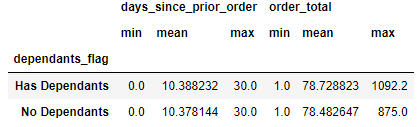 days_since_prior_order order_total
min mean max min mean max
dependants_flag
Has Dependants 0.0 10.388232 30.0 1.0 78.728823 1092.2
No Dependants 0.0 10.378144 30.0 1.0 78.482647 875.0